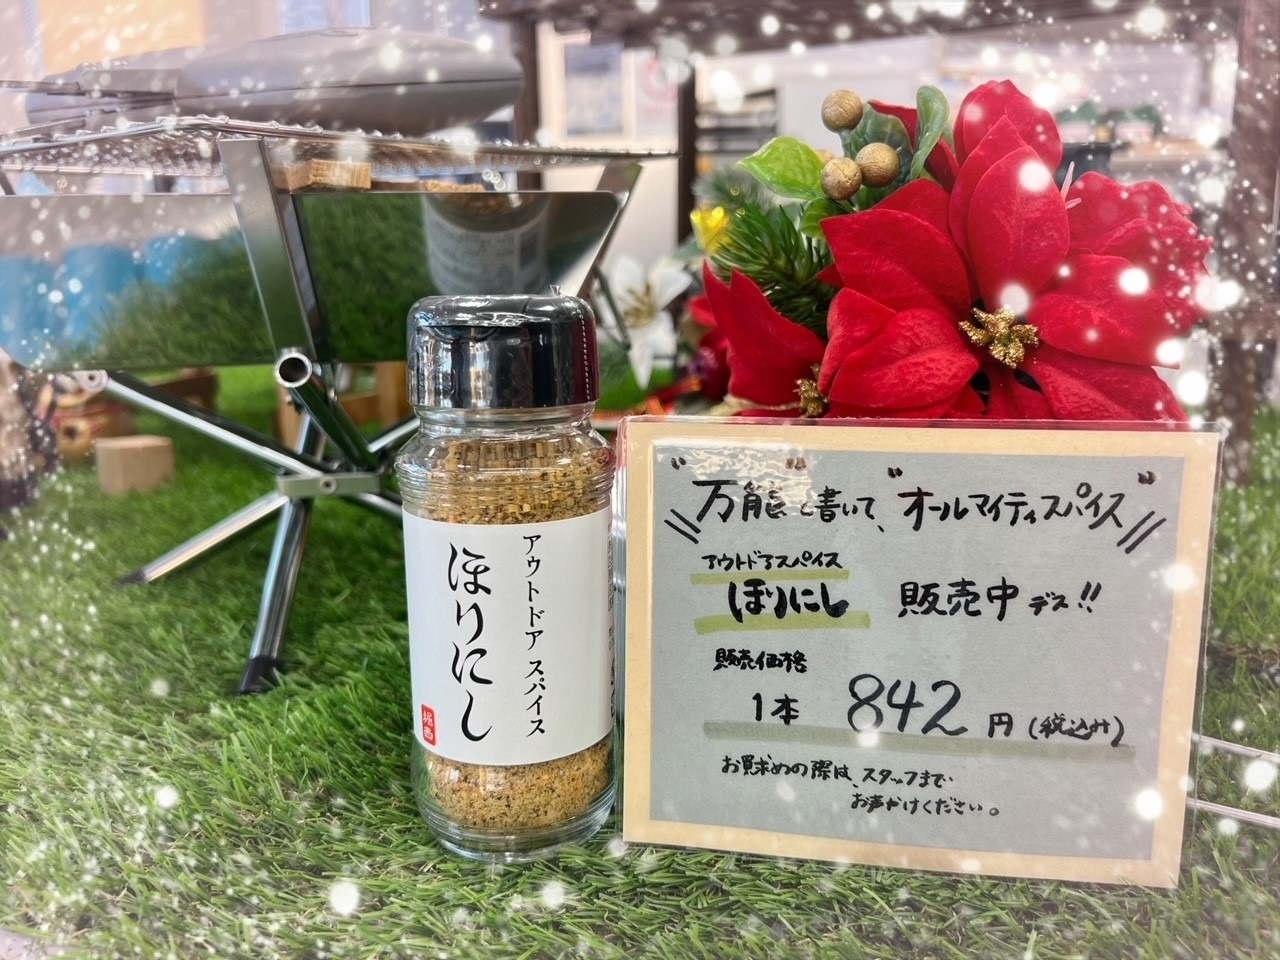 アウトドア スパイス
ほりにし
堀西
"万能"と書いて、"オールマイティスパイス"
アウトドアスパイス
ほりにし 販売中デス!!
販売価格
1本 842円(税込み)
お買求めの際は、スタッフまで
お声かけください。